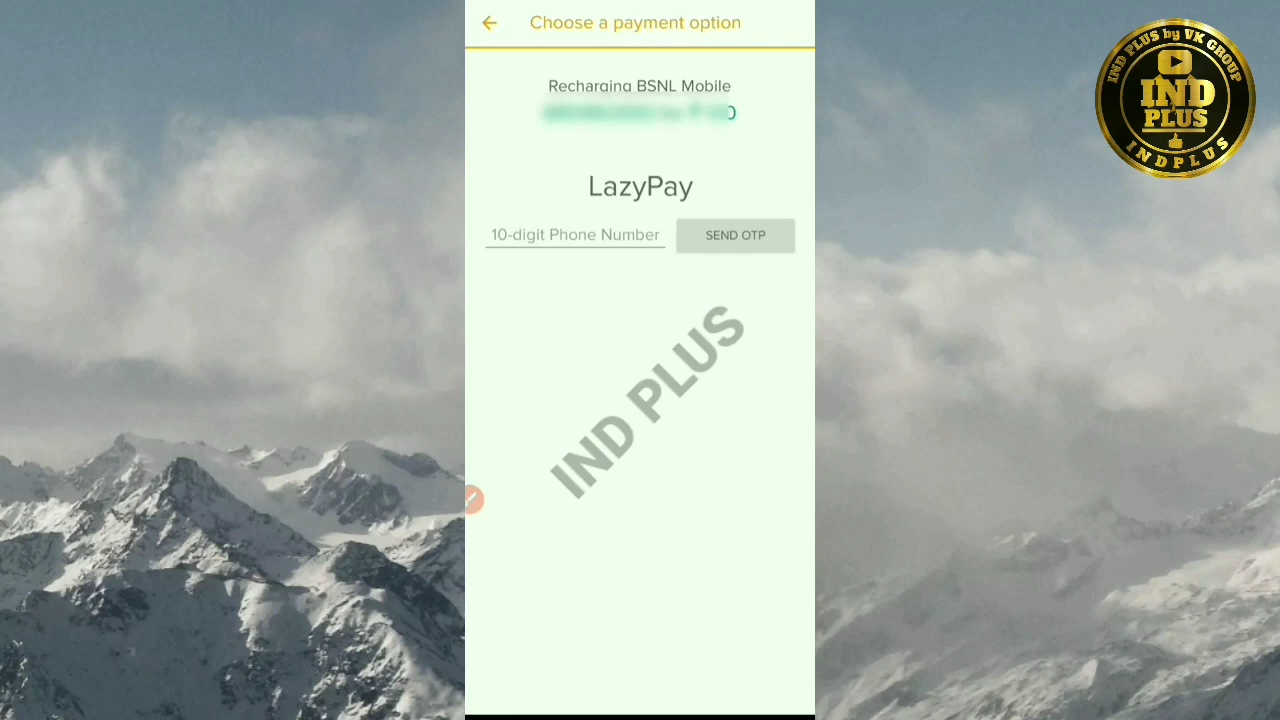 Choose a payment option
Recharging BSNL Mobile
LazyPay
10-digit Phone Number
SEND OTP
IND PLUS
IND PLUS by VK GROUP
IND
PLUS
INDPLUS